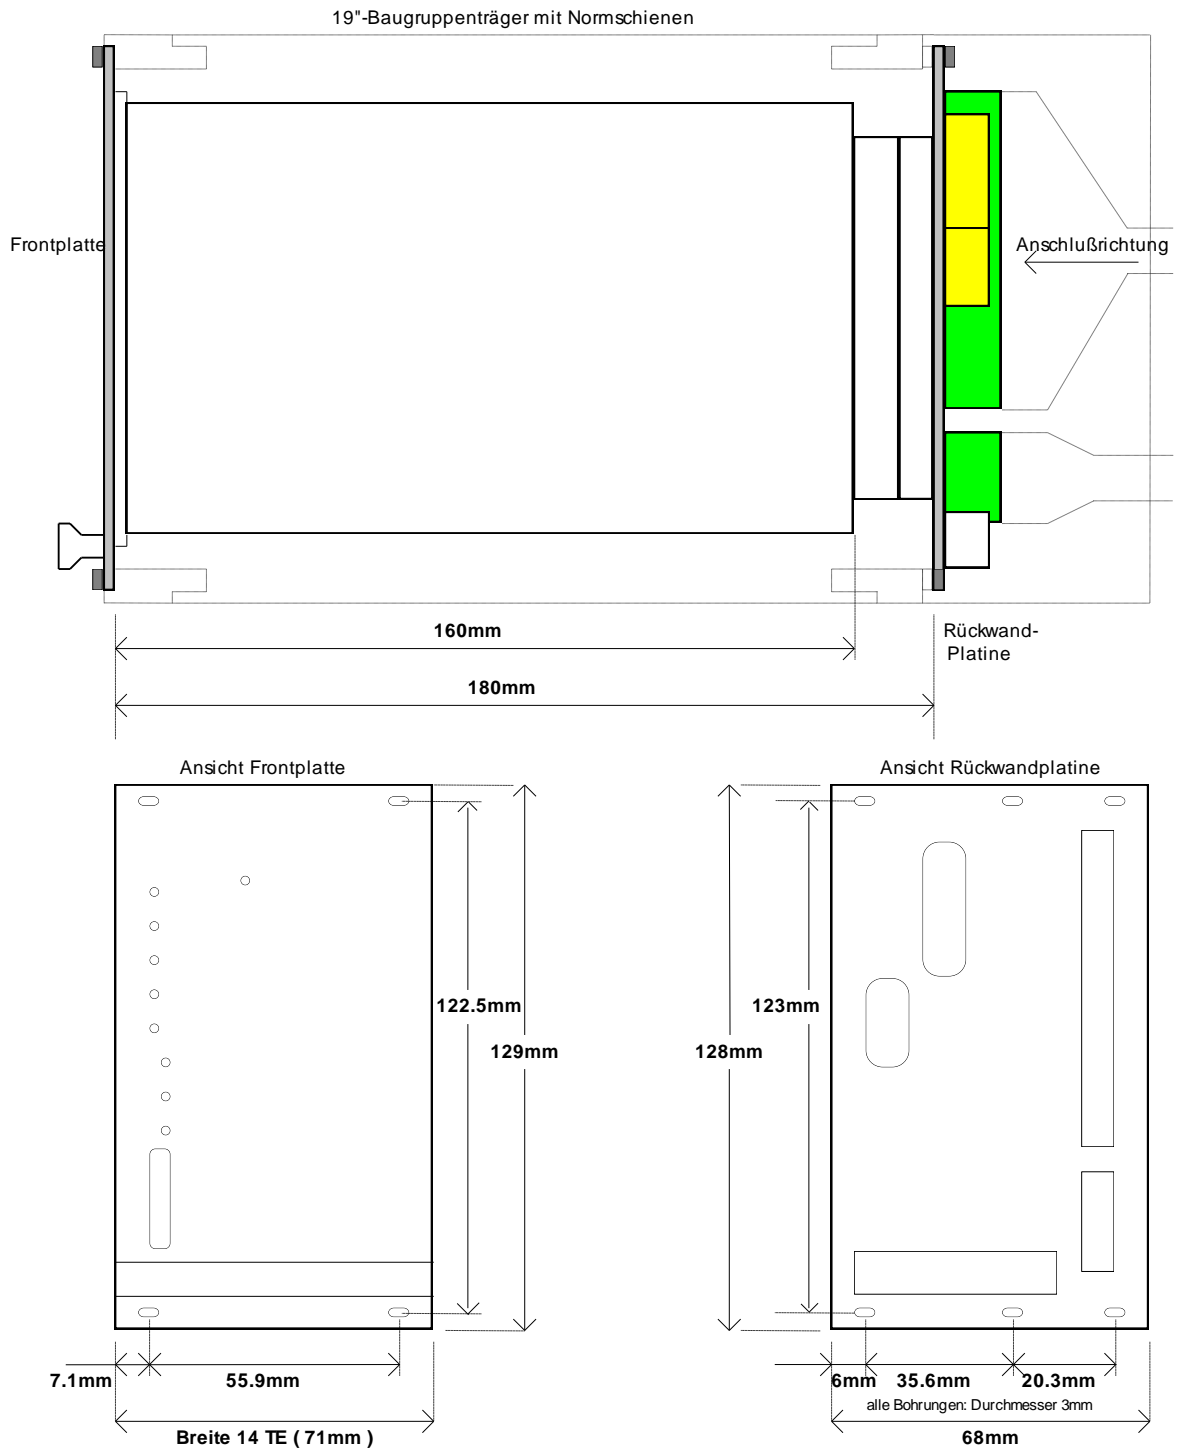 19"-Baugruppenträger mit Normschienen
Frontplatte
Anschlußrichtung
160mm
Rückwand-
Platine
180mm
Ansicht Frontplatte
Ansicht Rückwandplatine
122.5mm
129mm
123mm
128mm
7.1mm
55.9mm
6mm
35.6mm
20.3mm
alle Bohrungen: Durchmesser 3mm
Breite 14 TE ( 71mm )
68mm